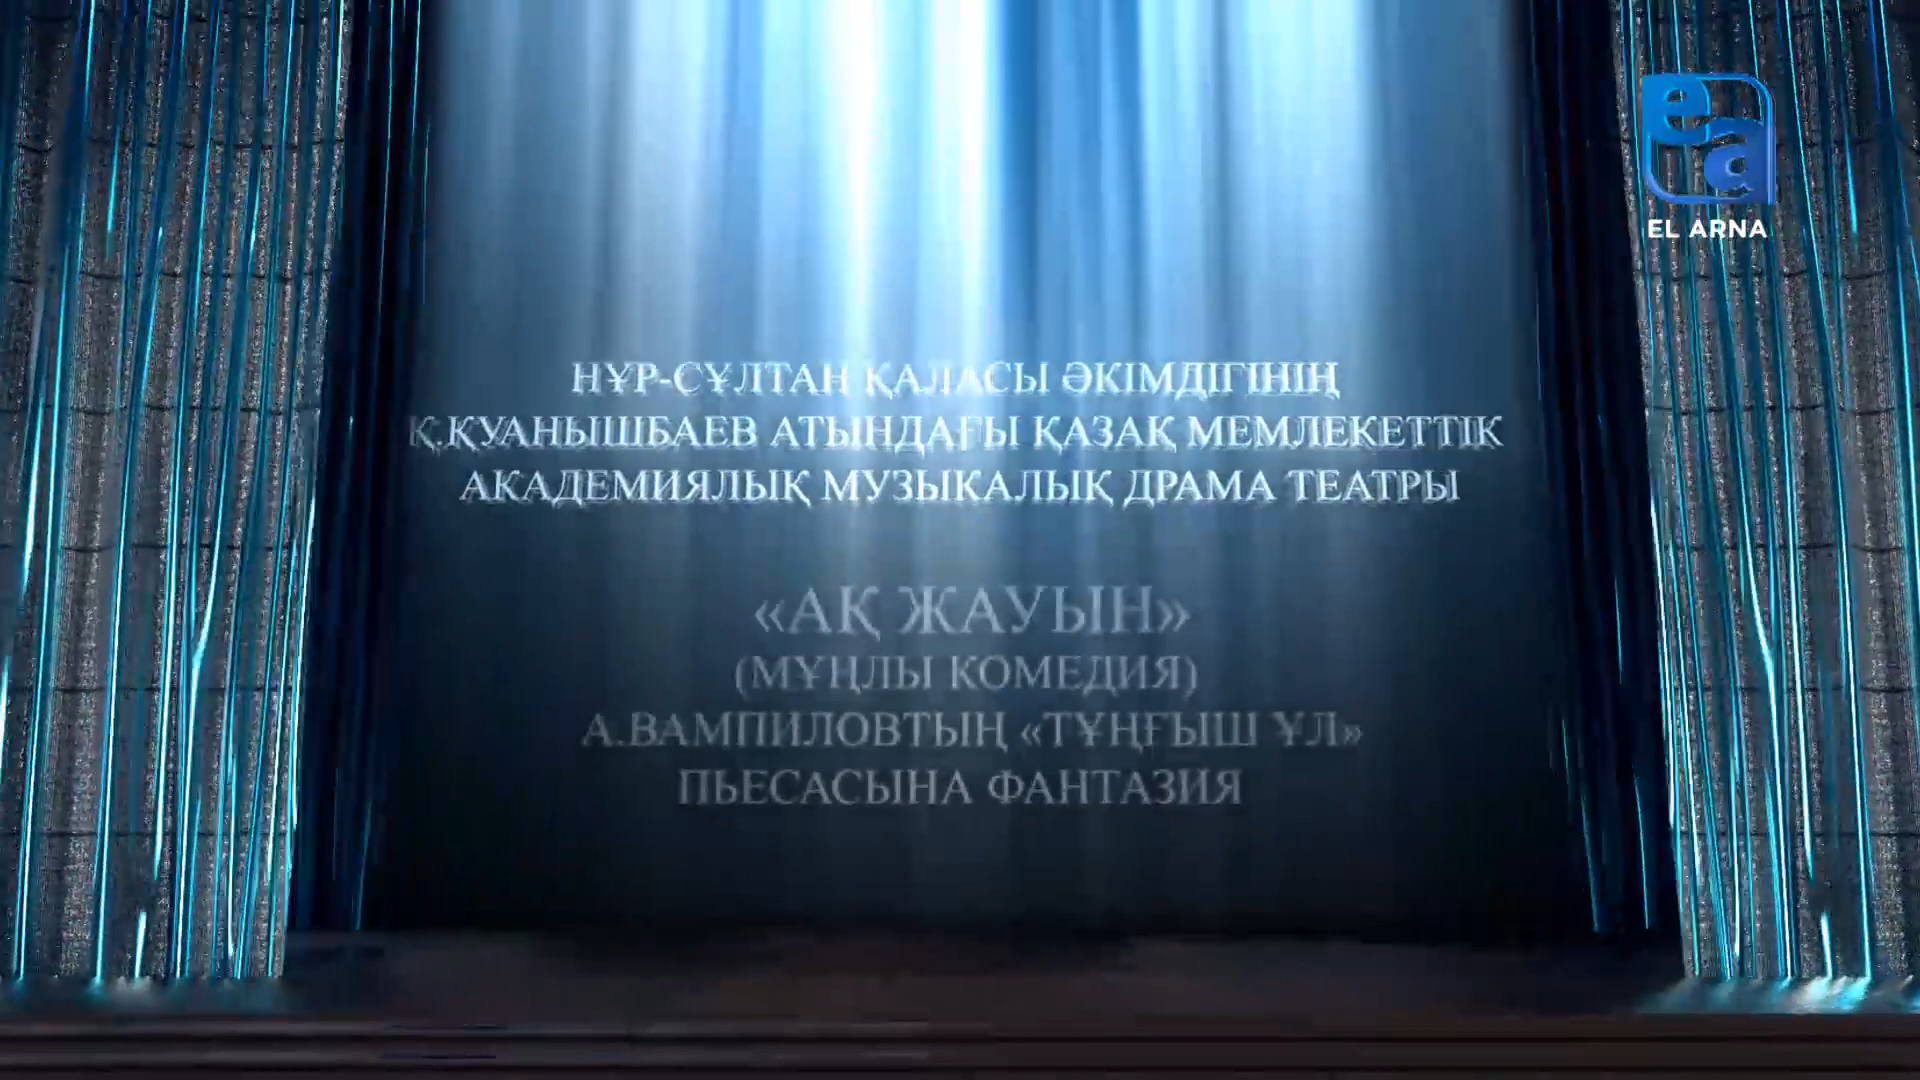 ea
EL ARNA
НҰР-СҰЛТАН ҚАЛАСЫ ӘКІМДІГІНІҢ
Қ.ҚУАНЫШБАЕВ АТЫНДАҒЫ ҚАЗАҚ МЕМЛЕКЕТТІК
АКАДЕМИЯЛЫҚ МУЗЫКАЛЫҚ ДРАМА ТЕАТРЫ
«АҚ ЖАУЫН»
(МҰҢЛЫ КОМЕДИЯ)
А.ВАМПИЛОВТЫҢ «ТҰҢҒЫШ ҰЛ»
ПЬЕСАСЫНА ФАНТАЗИЯ